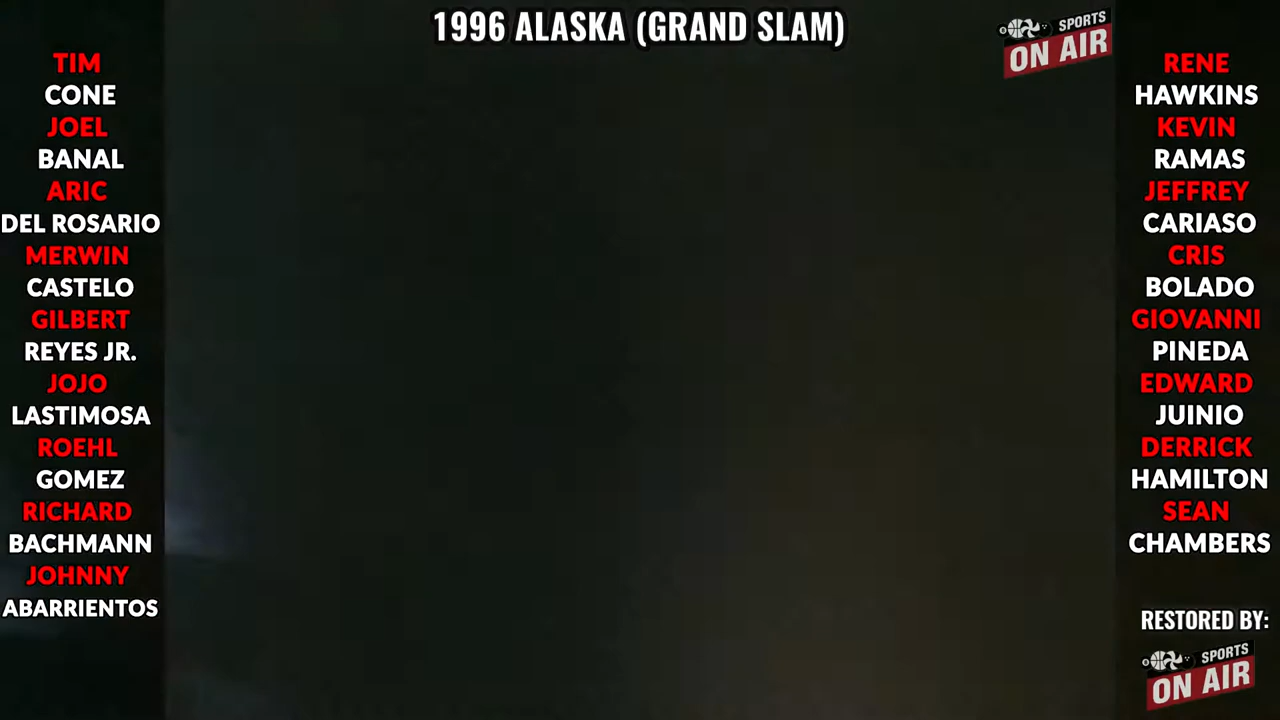 1996 ALASKA (GRAND SLAM)
SPORTS
ON AIR
TIM
CONE
JOEL
BANAL
ARIC
DEL ROSARIO
MERWIN
CASTELO
GILBERT
REYES JR.
JOJO
LASTIMOSA
ROEHL
GOMEZ
RICHARD
BACHMANN
JOHNNY
ABARRIENTOS
RENE
HAWKINS
KEVIN
RAMAS
JEFFREY
CARIASO
CRIS
BOLADO
GIOVANNI
PINEDA
EDWARD
JUINIO
DERRICK
HAMILTON
SEAN
CHAMBERS
RESTORED BY:
SPORTS
ON AIR